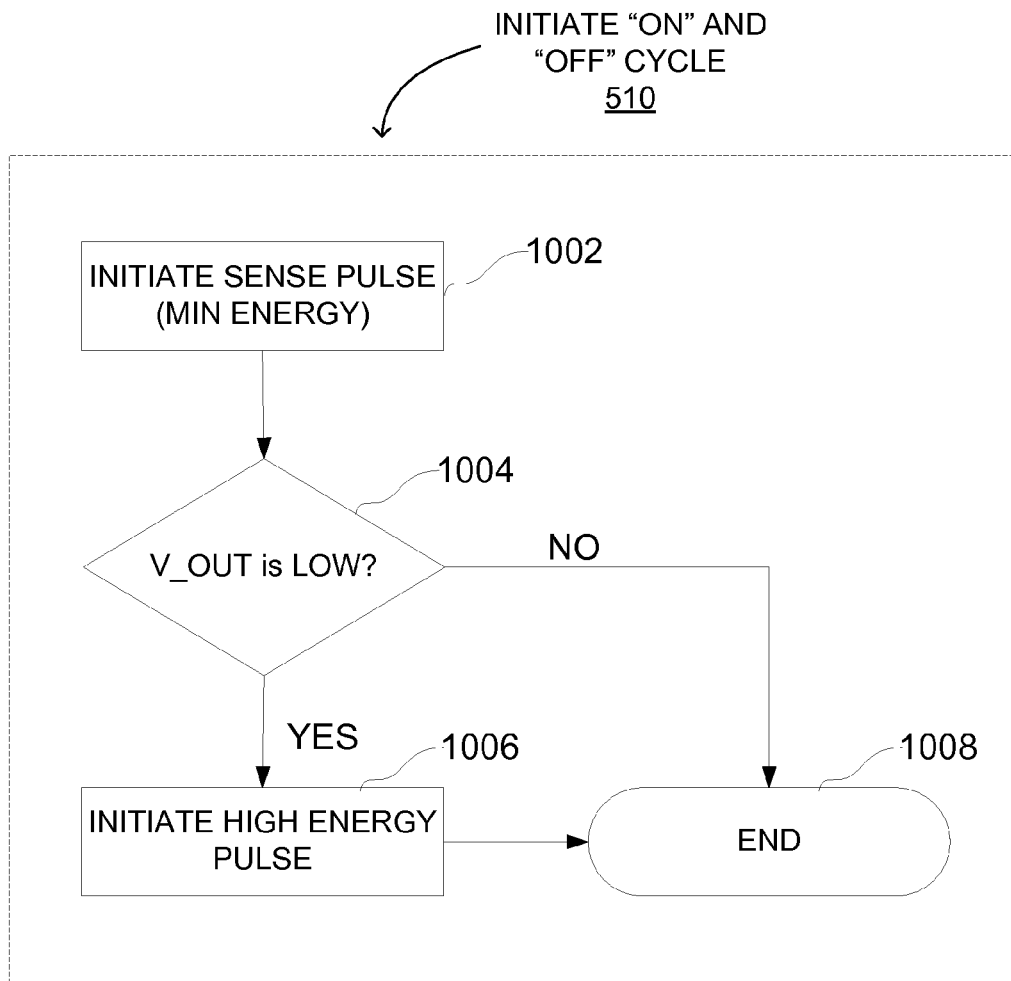 INITIATE “ON” AND
“OFF” CYCLE
510
1002
INITIATE SENSE PULSE
(MIN ENERGY)
1004
V_OUT is LOW?
NO
YES
1006
INITIATE HIGH ENERGY
PULSE
1008
END